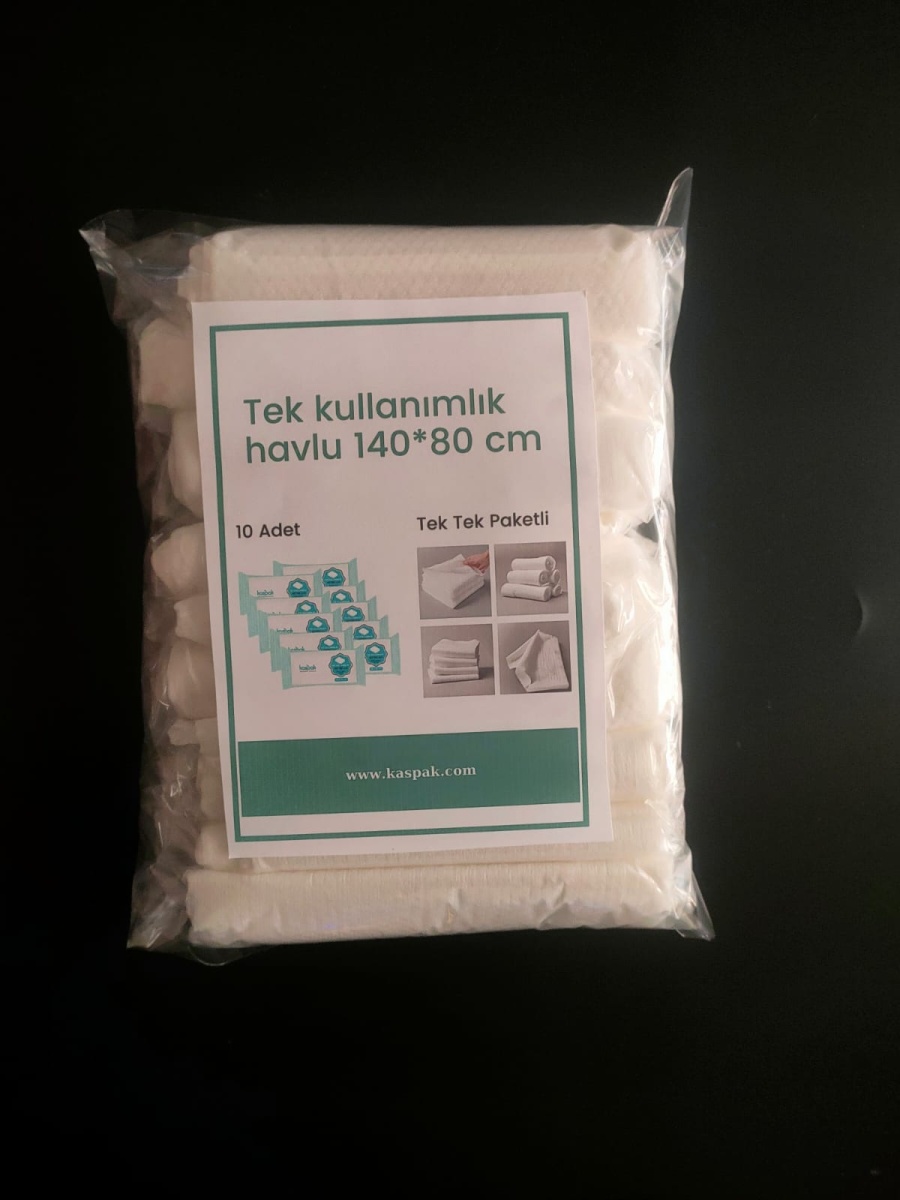 Tek kullanımlık
havlu 140*80 cm
10 Adet
Tek Tek Paketli
www.kaspak.com